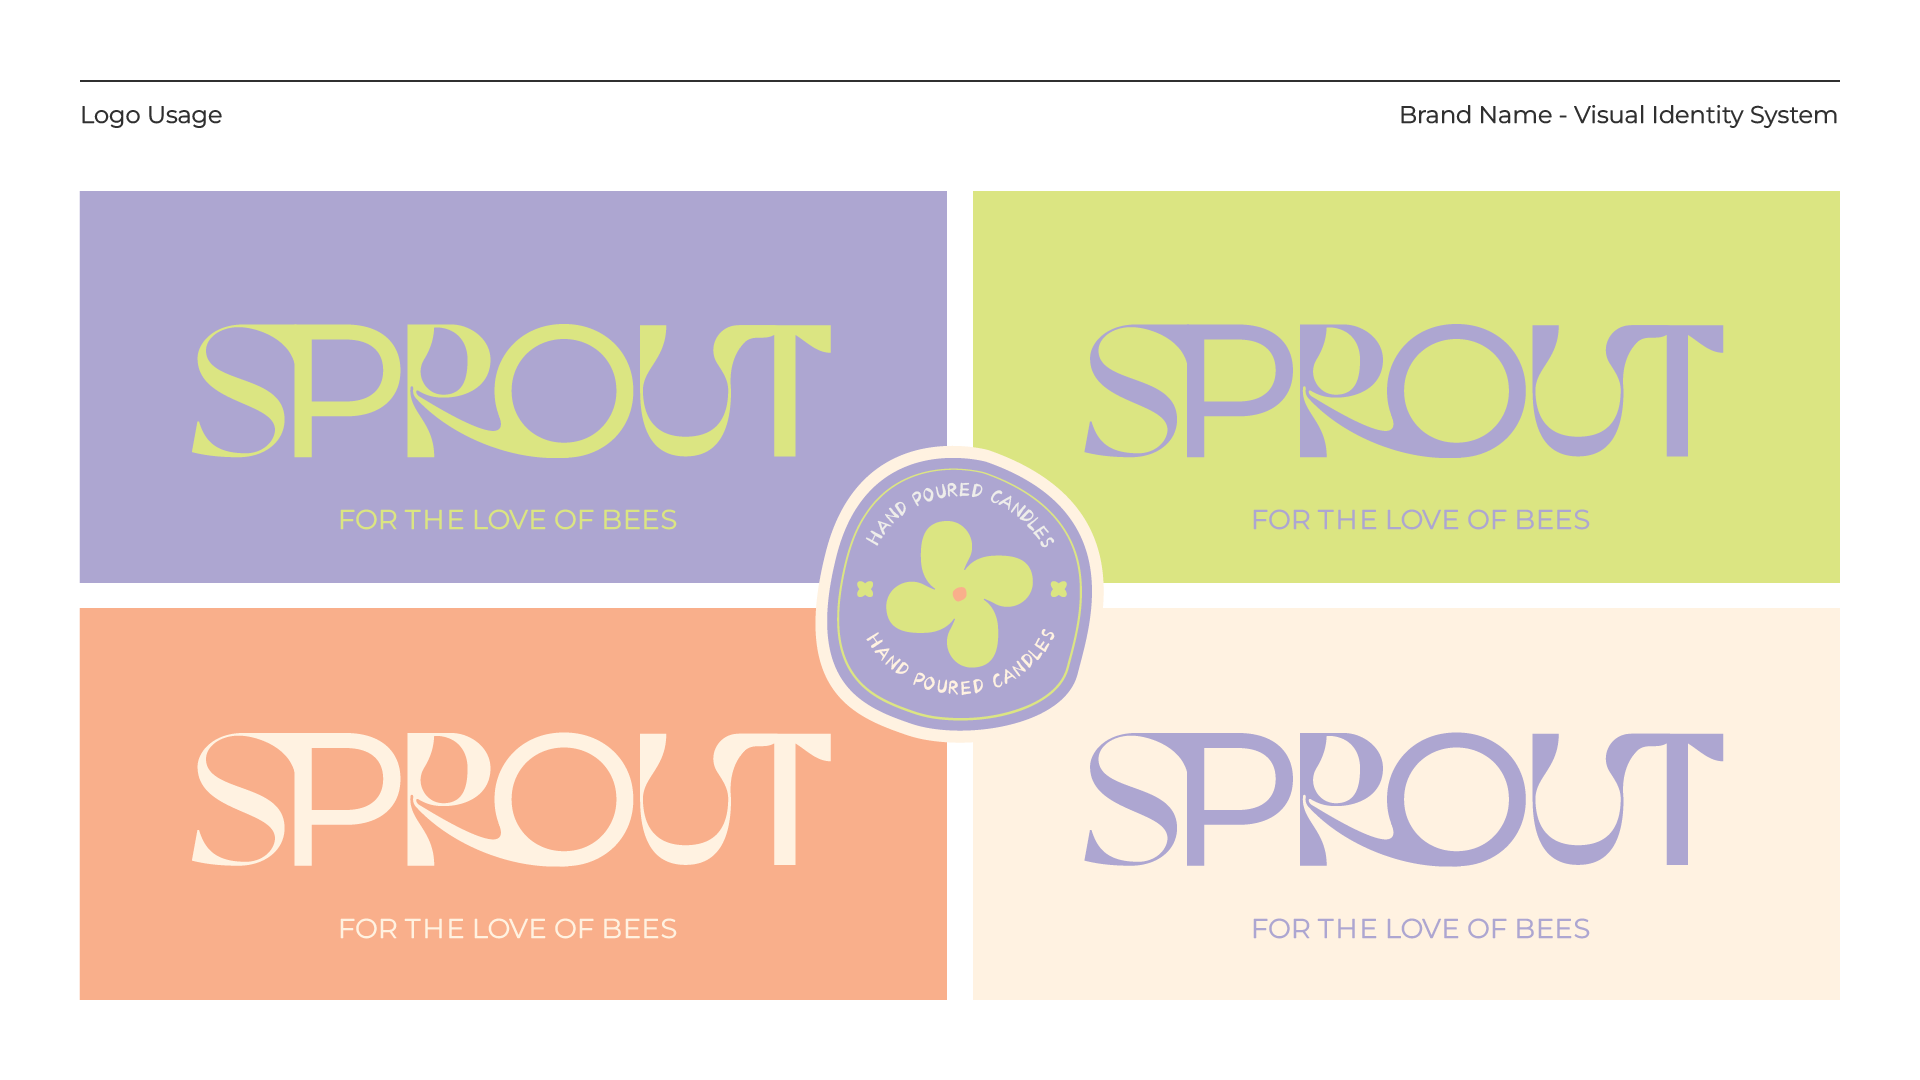 Logo Usage
Brand Name - Visual Identity System
SPROUT
FOR THE LOVE OF BEES
SPROUT
FOR THE LOVE OF BEES
HAND POURED CANDLES
HAND POURED CANDLES
SPROUT
FOR THE LOVE OF BEES
SPROUT
FOR THE LOVE OF BEES